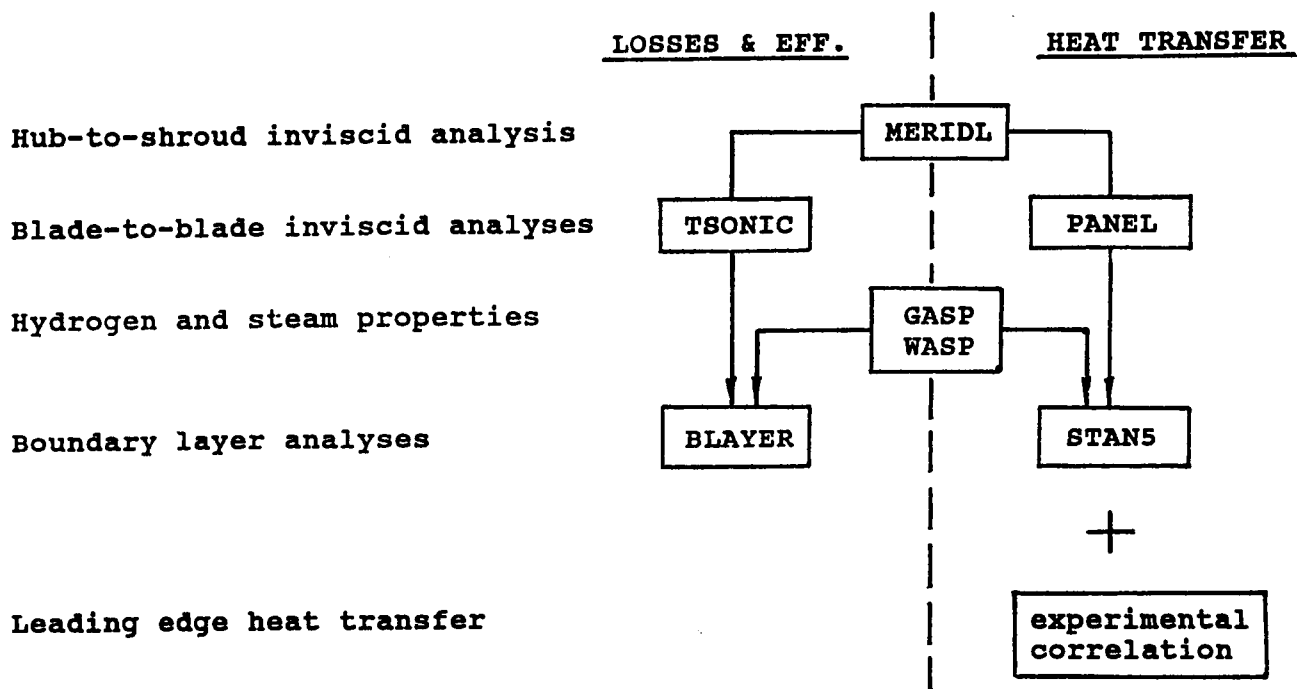 LOSSES & EFF.
HEAT TRANSFER
Hub-to-shroud inviscid analysis
MERIDL
Blade-to-blade inviscid analyses
TSONIC
PANEL
Hydrogen and steam properties
GASP
WASP
Boundary layer analyses
BLAYER
STAN5
+
Leading edge heat transfer
experimental
correlation